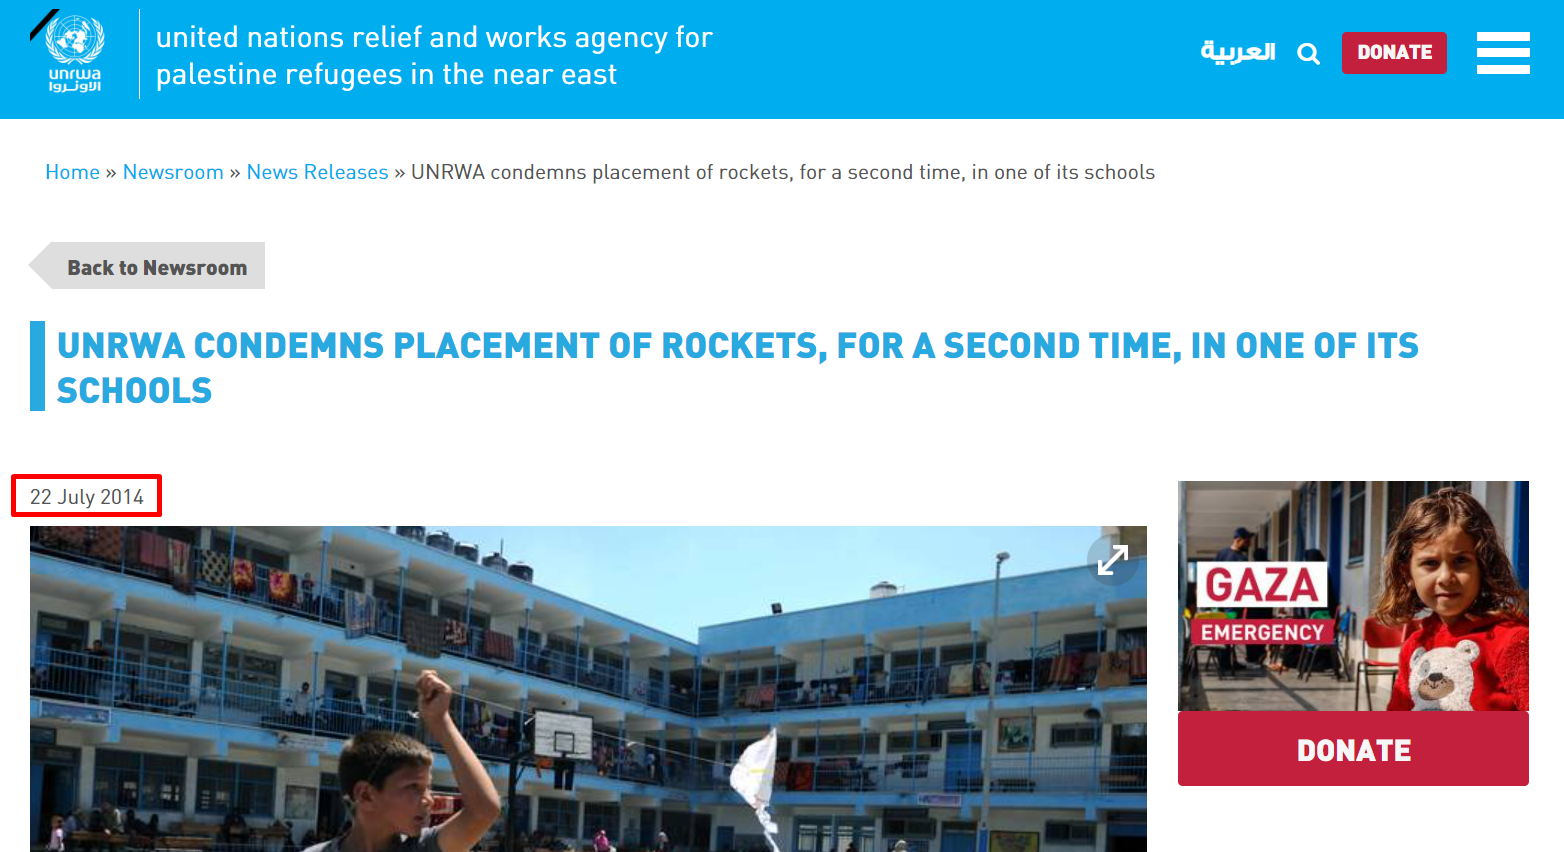 unrwa
الاونروا
united nations relief and works agency for
palestine refugees in the near east
العربية
DONATE
Home » Newsroom » News Releases » UNRWA condemns placement of rockets, for a second time, in one of its schools
Back to Newsroom
UNRWA CONDEMNS PLACEMENT OF ROCKETS, FOR A SECOND TIME, IN ONE OF ITS
SCHOOLS
22 July 2014
GAZA
EMERGENCY
DONATE